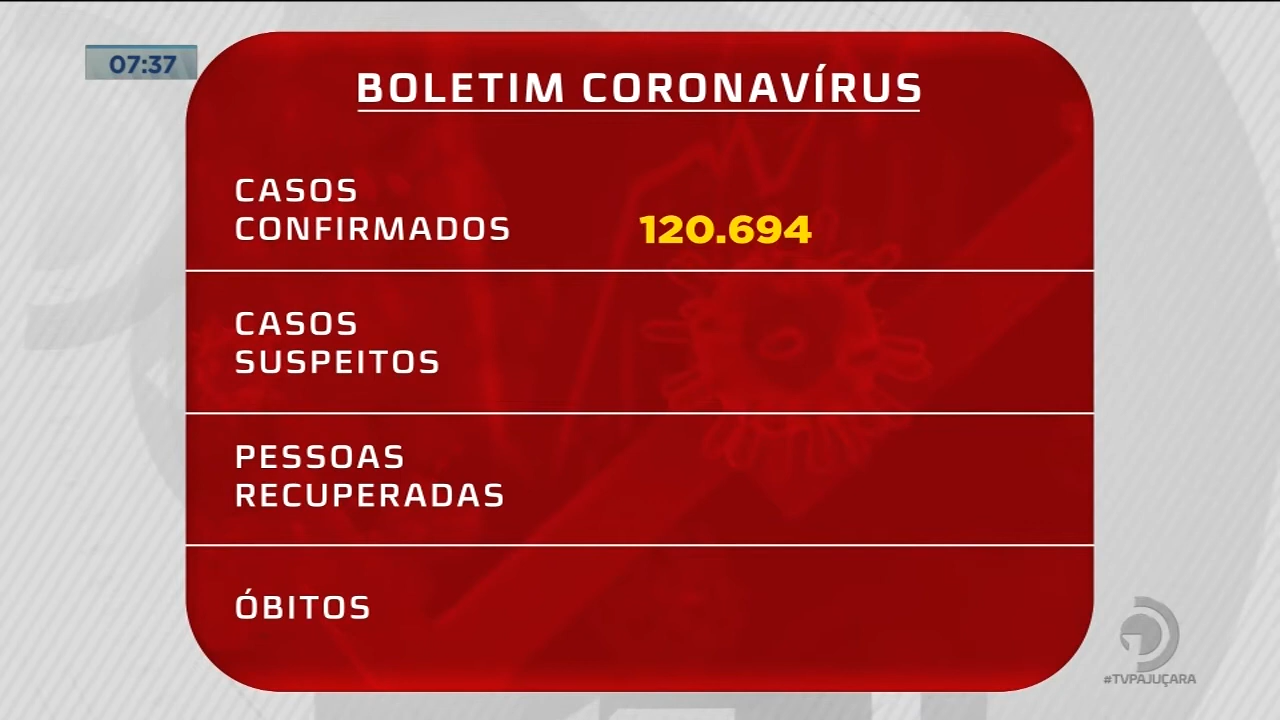 07:37
BOLETIM CORONAVÍRUS
CASOS
CONFIRMADOS
120.694
CASOS
SUSPEITOS
PESSOAS
RECUPERADAS
ÓBITOS
#TVPAJUÇARA